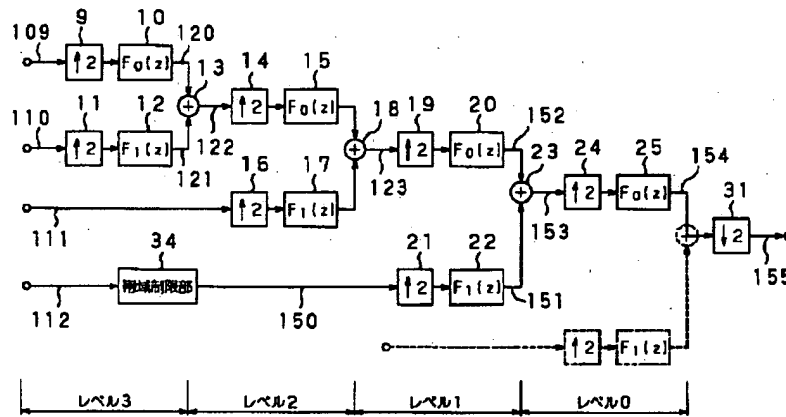 9 10
109 120
↑2 F₀(z) 13 14 15
11 12
110 ↑2 F₁(z) + 122 ↑2 F₀(z) 18 19 20
121 16 17 + 123 ↑2 F₀(z) 152 23 24 25 154
111 ↑2 F₁(z) + 153 ↑2 F₀(z) 31
34 21 22 + ↓2
112 帯域制限部 150 ↑2 F₁(z) 151 155
↑2 F₁(z)
レベル3 レベル2 レベル1 レベル0